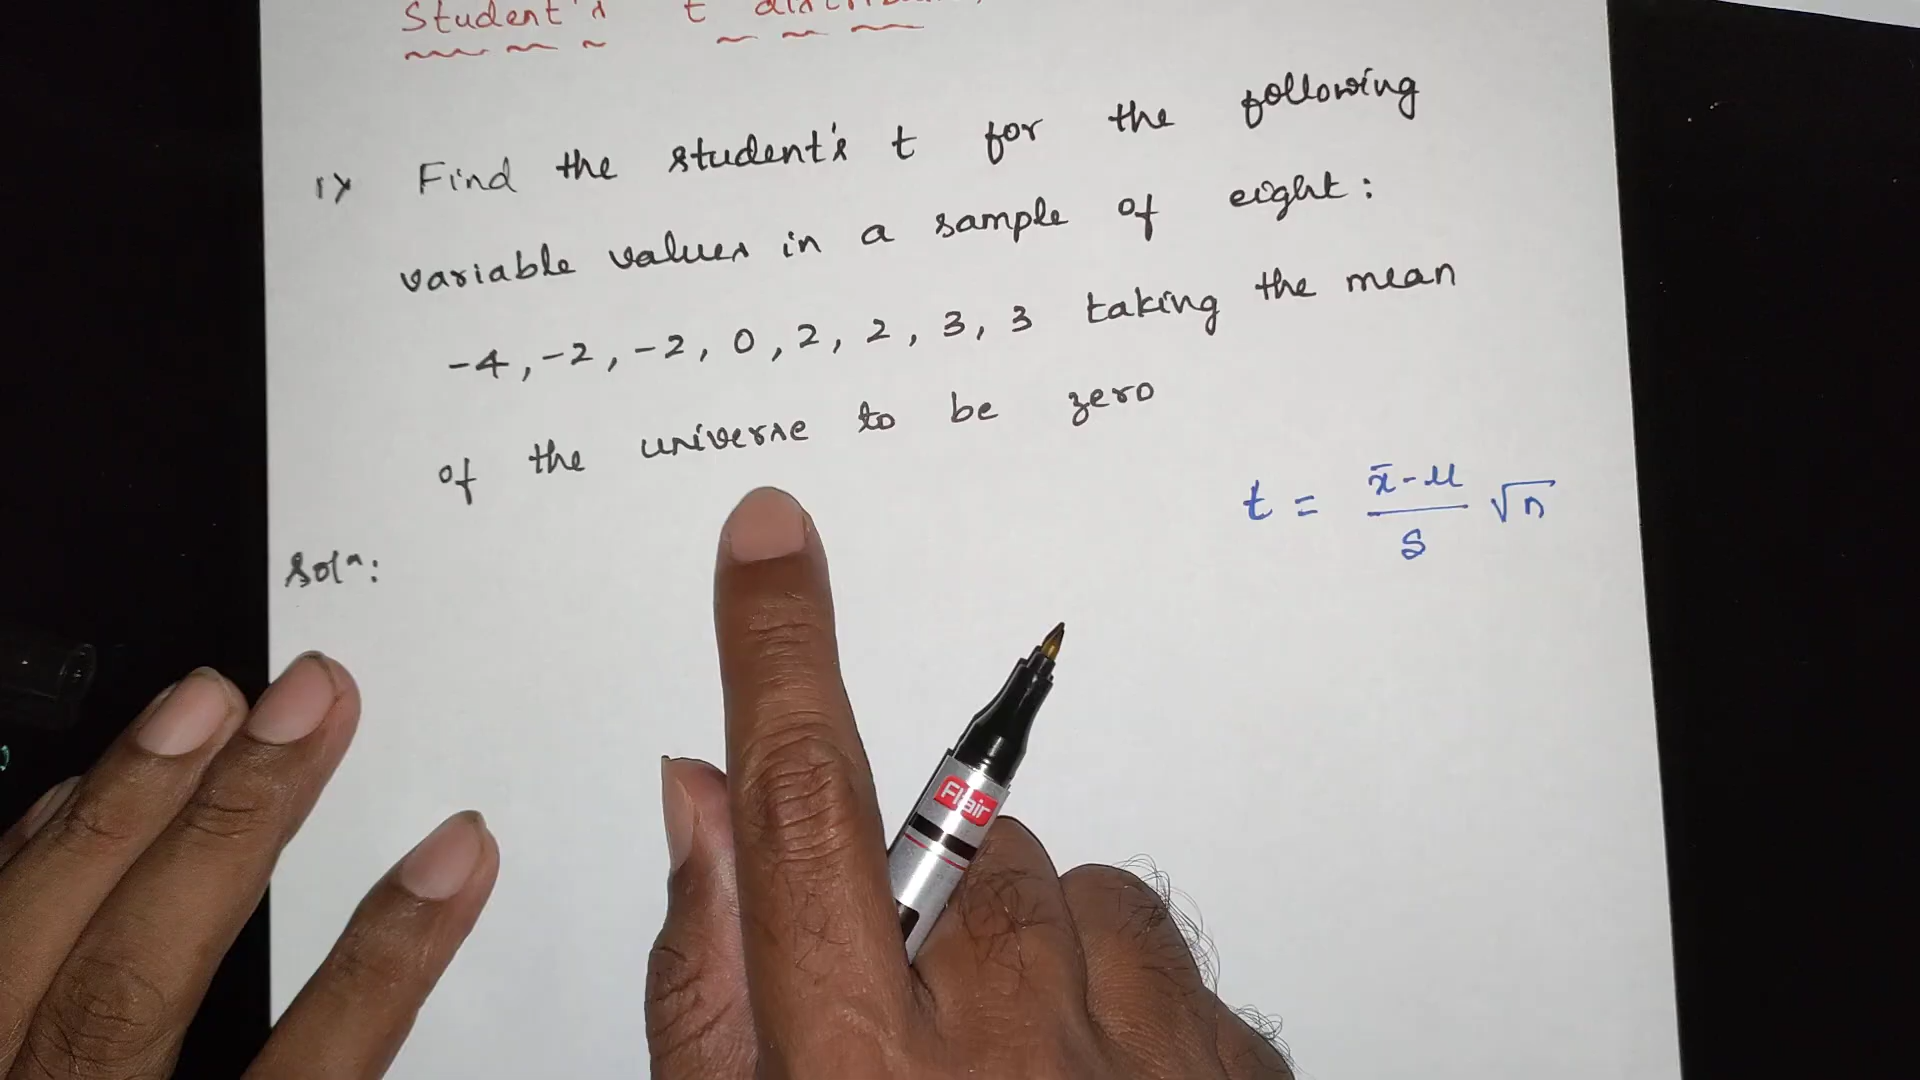 Student's t
1) Find the student's t for the following
variable values in a sample of eight:
-4, -2, -2, 0, 2, 2, 3, 3 taking the mean
of the universe to be zero
t = x̄-μ/s √n
Solⁿ:
Flair